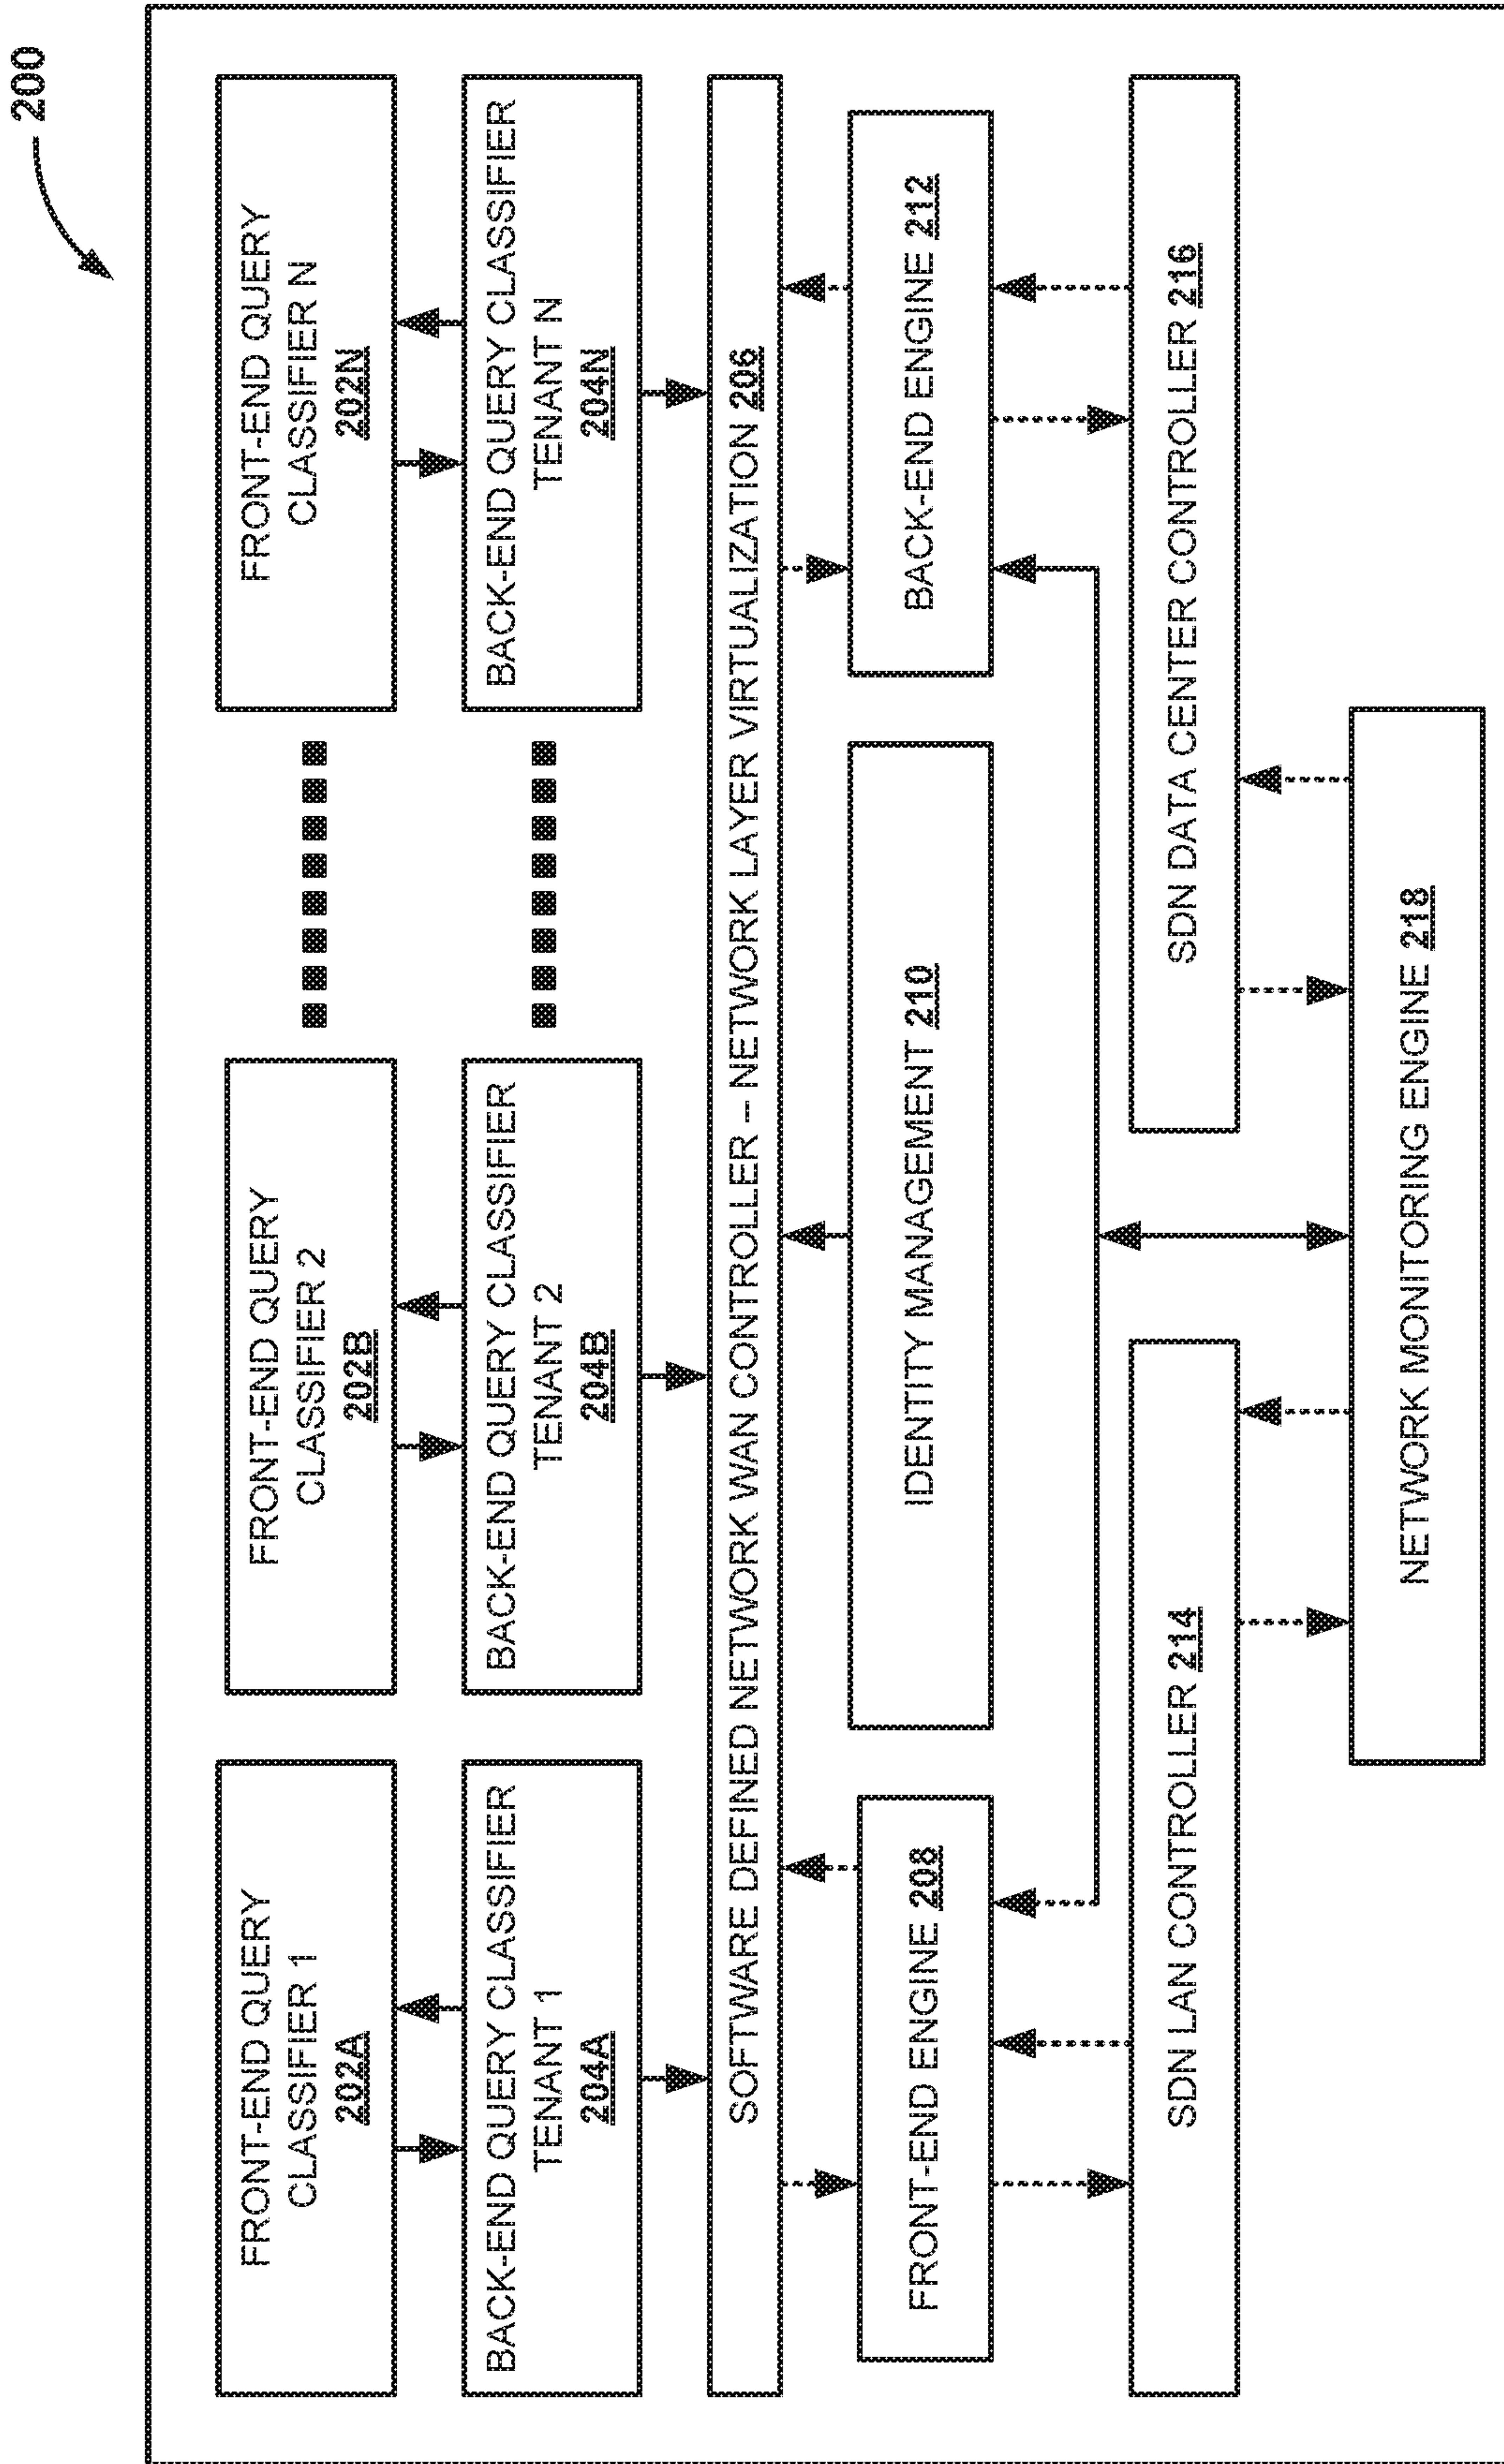 200
FRONT-END QUERY
CLASSIFIER 1
202A
FRONT-END QUERY
CLASSIFIER 2
202B
FRONT-END QUERY
CLASSIFIER N
202N
BACK-END QUERY CLASSIFIER
TENANT 1
204A
BACK-END QUERY CLASSIFIER
TENANT 2
204B
BACK-END QUERY CLASSIFIER
TENANT N
204N
SOFTWARE DEFINED NETWORK WAN CONTROLLER – NETWORK LAYER VIRTUALIZATION 206
FRONT-END ENGINE 208
IDENTITY MANAGEMENT 210
BACK-END ENGINE 212
SDN LAN CONTROLLER 214
SDN DATA CENTER CONTROLLER 216
NETWORK MONITORING ENGINE 218